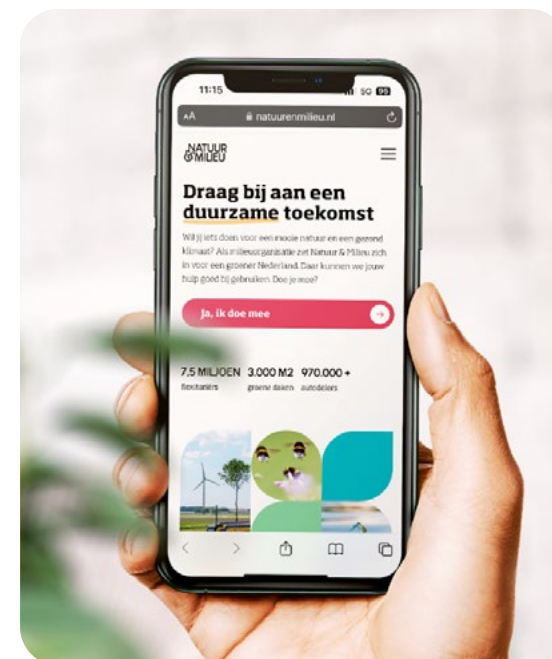 11:15 5G 95
AA natuurenmilieu.nl
NATUUR
&MILIEU
Draag bij aan een
duurzame toekomst
Wil jij iets doen voor een mooie natuur en een gezond
klimaat? Als milieuorganisatie zet Natuur & Milieu zich
in voor een groener Nederland. Daar kunnen we jouw
hulp goed bij gebruiken. Doe je mee?
Ja, ik doe mee
7,5 MILJOEN 3.000 M2 970.000 +
flexitariërs groene daken autodelers